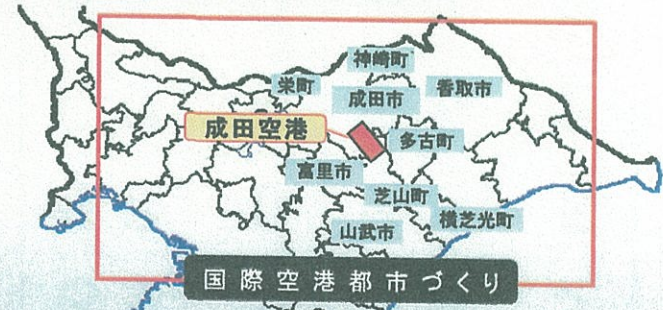 神崎町
栄町
香取市
成田市
成田空港
多古町
富里市
芝山町
横芝光町
山武市
国際空港都市づくり